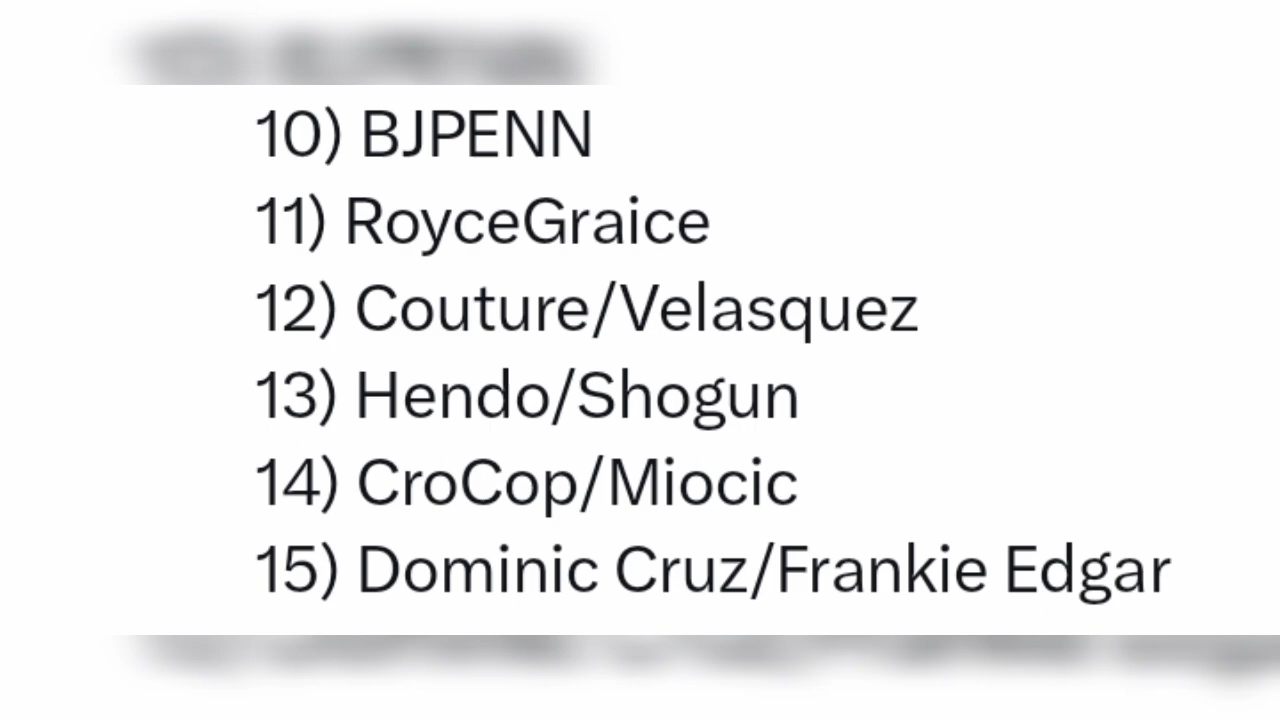 10) BJPENN
11) RoyceGraice
12) Couture/Velasquez
13) Hendo/Shogun
14) CroCop/Miocic
15) Dominic Cruz/Frankie Edgar